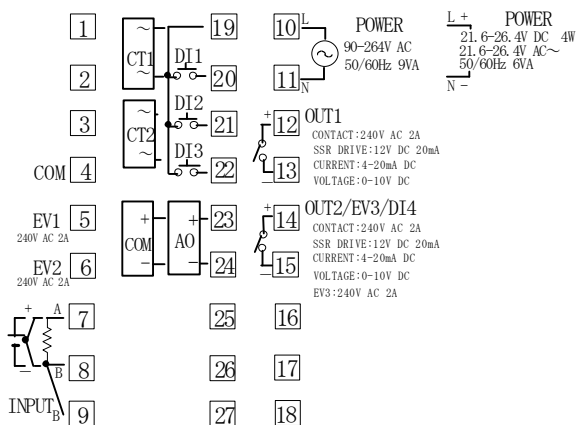 1
CT1
19
10
L
POWER
90-264V AC
50/60Hz 9VA
L +
POWER
21.6-26.4V DC 4W
21.6-26.4V AC~
50/60Hz 6VA
N -
2
DI1
20
11
N
3
CT2
DI2
21
+
12
OUT1
CONTACT:240V AC 2A
SSR DRIVE:12V DC 20mA
CURRENT:4-20mA DC
VOLTAGE:0-10V DC
COM
4
DI3
22
-
13
EV1
240V AC 2A
5
+
COM
-
+
AO
-
23
+
14
OUT2/EV3/DI4
CONTACT:240V AC 2A
SSR DRIVE:12V DC 20mA
CURRENT:4-20mA DC
VOLTAGE:0-10V DC
EV3:240V AC 2A
EV2
240V AC 2A
6
24
-
15
+
A
7
25
16
-
B
8
26
17
INPUT
B
9
27
18